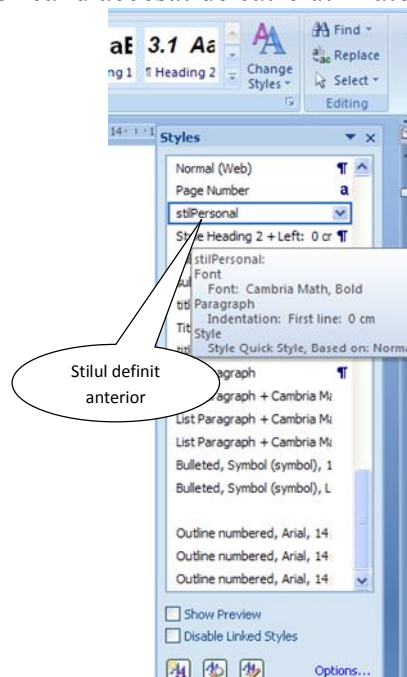 aE 3.1 Aa
ng 1 ¶ Heading 2
Change
Styles
Find
Replace
Select
Editing
14
Styles
Normal (Web) ¶
Page Number a
stilPersonal
Style Heading 2 + Left: 0 cr ¶
stilPersonal:
Font
Font: Cambria Math, Bold
Paragraph
Indentation: First line: 0 cm
Style
Style Quick Style, Based on: Norma
Stilul definit
anterior
agraph ¶
Paragraph + Cambria Ma
List Paragraph + Cambria Ma
List Paragraph + Cambria Ma
Bulleted, Symbol (symbol), 1
Bulleted, Symbol (symbol), L
Outline numbered, Arial, 14
Outline numbered, Arial, 14
Outline numbered, Arial, 14
Show Preview
Disable Linked Styles
Options...